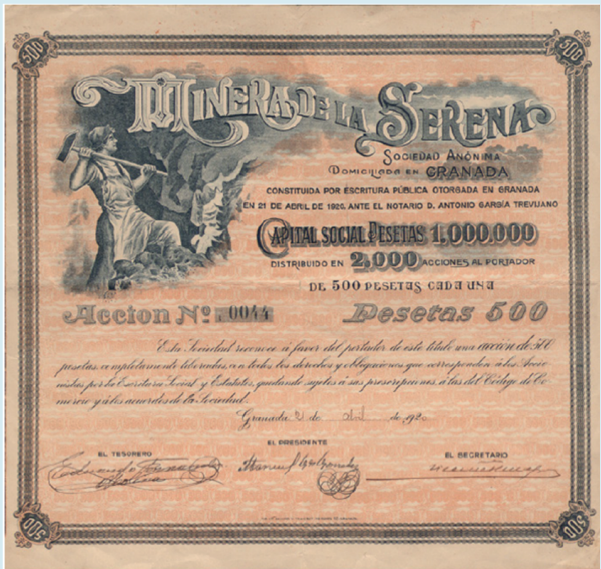 500 500
MINERA DE LA SERENA
SOCIEDAD ANÓNIMA
DOMICILIADA EN GRANADA
CONSTITUIDA POR ESCRITURA PÚBLICA OTORGADA EN GRANADA
EN 21 DE ABRIL DE 1920, ANTE EL NOTARIO D. ANTONIO GARCÍA TREVIJANO
CAPITAL SOCIAL PESETAS 1,000.000
DISTRIBUIDO EN 2,000 ACCIONES AL PORTADOR
DE 500 PESETAS CADA UNA
Accion Nº 0044 Pesetas 500
Esta Sociedad reconoce a favor del portador de este título una acción de 500
pesetas, completamente liberadas, con todos los derechos y obligaciones que corresponden á los Accio-
nistas por la Escritura Social y Estatutos, quedando sujetos á sus prescripciones, á las del Código de Co-
mercio y á los acuerdos de la Sociedad.
Granada 21 de Abril de 1920
EL TESORERO EL PRESIDENTE EL SECRETARIO
500 500